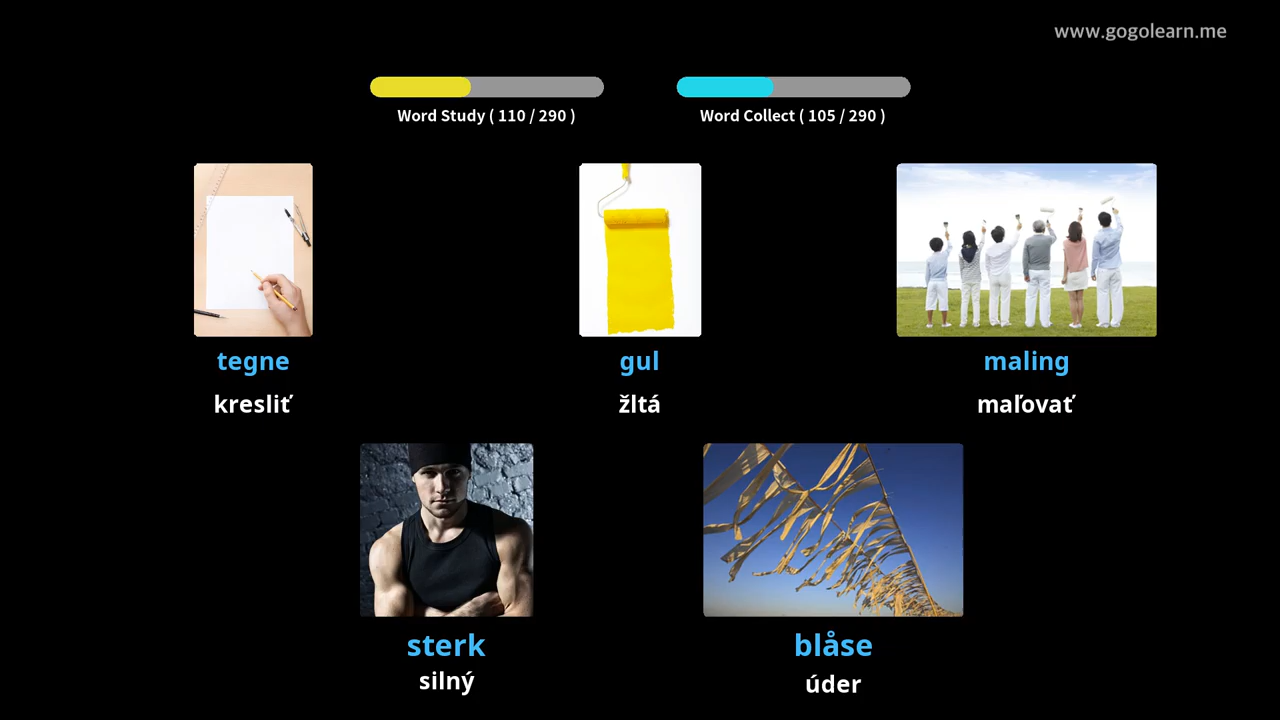 www.gogolearn.me
Word Study ( 110 / 290 )
Word Collect ( 105 / 290 )
tegne
gul
maling
kresliť
žltá
maľovať
sterk
blåse
silný
úder